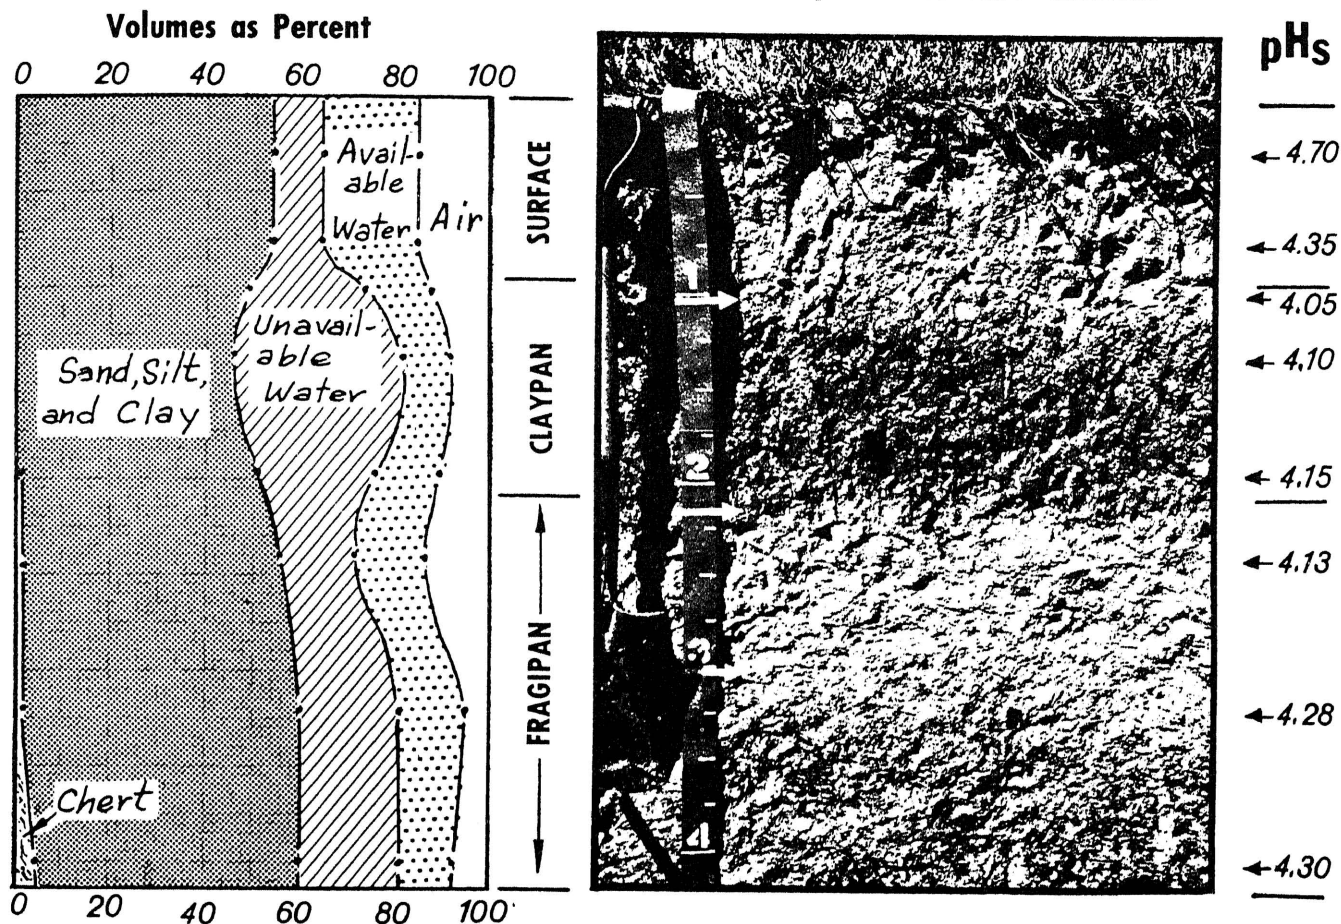 Volumes as Percent
0 20 40 60 80 100
Avail-
able
Water
Air
Unavail-
able
Water
Sand, Silt,
and Clay
Chert
0 20 40 60 80 100
SURFACE
CLAYPAN
FRAGIPAN
1
2
3
4
pHs
4.70
4.35
4.05
4.10
4.15
4.13
4.28
4.30